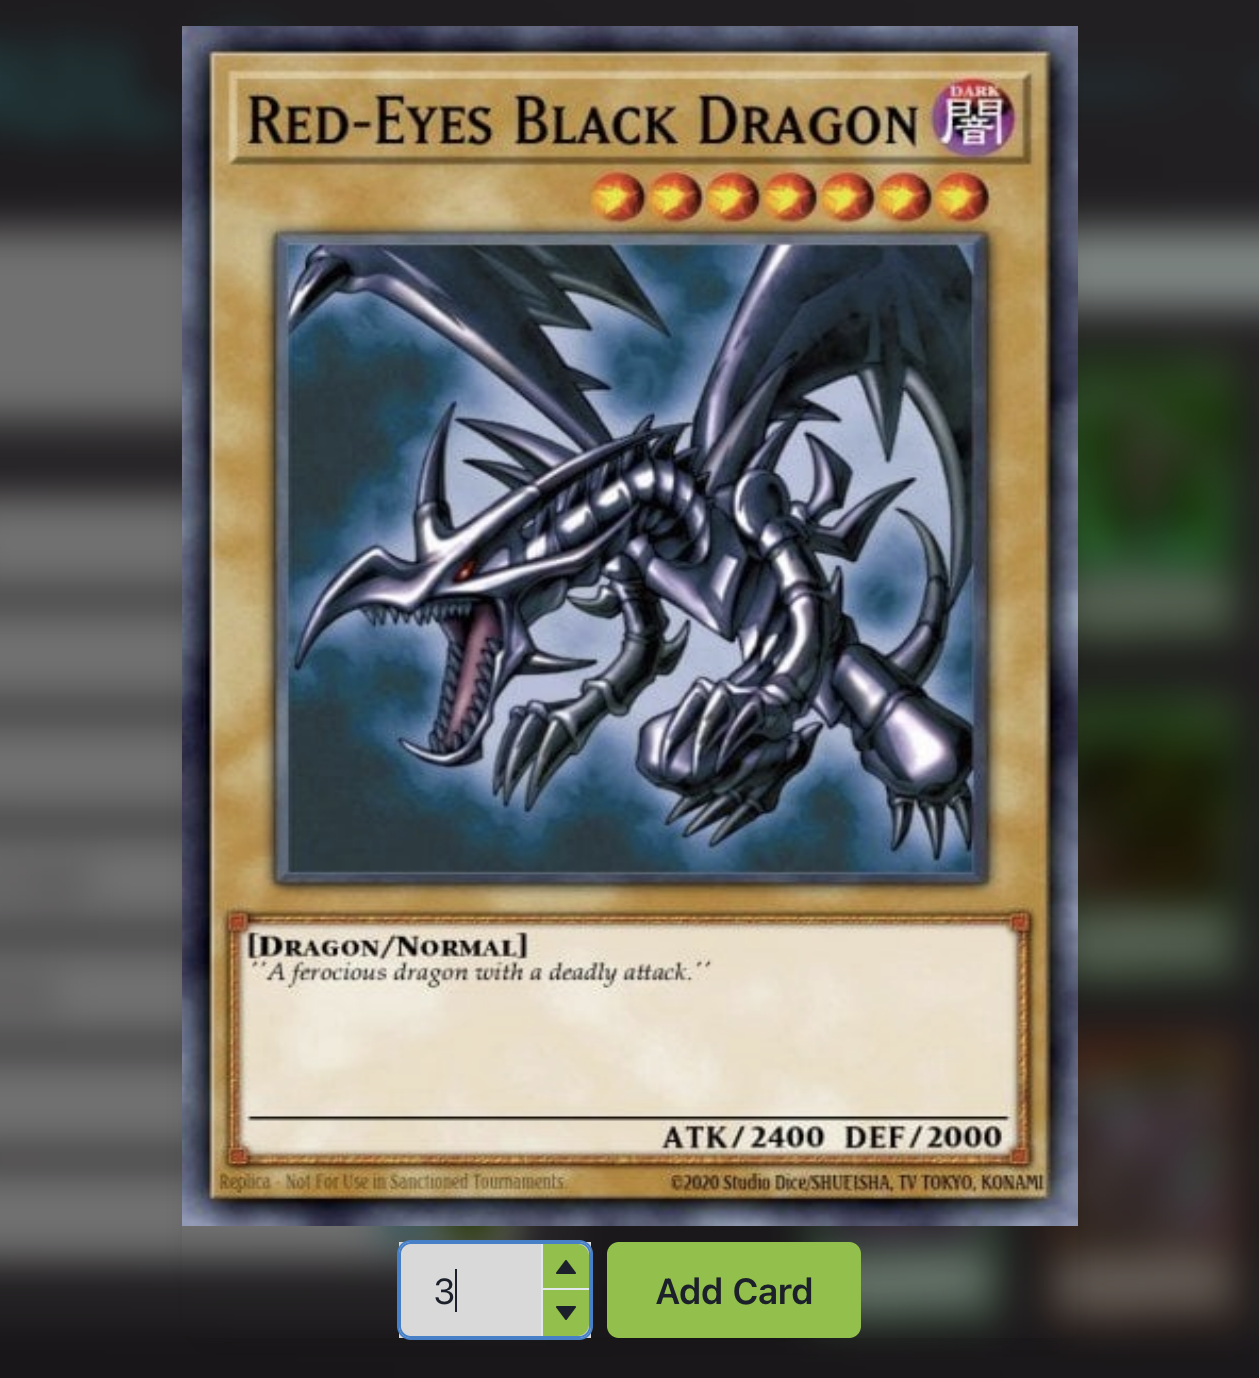 RED-EYES BLACK DRAGON
DARK
闇
[DRAGON/NORMAL]
''A ferocious dragon with a deadly attack.''
ATK/2400 DEF/2000
Replica - Not For Use in Sanctioned Tournaments.
©2020 Studio Dice/SHUEISHA, TV TOKYO, KONAMI
3
Add Card